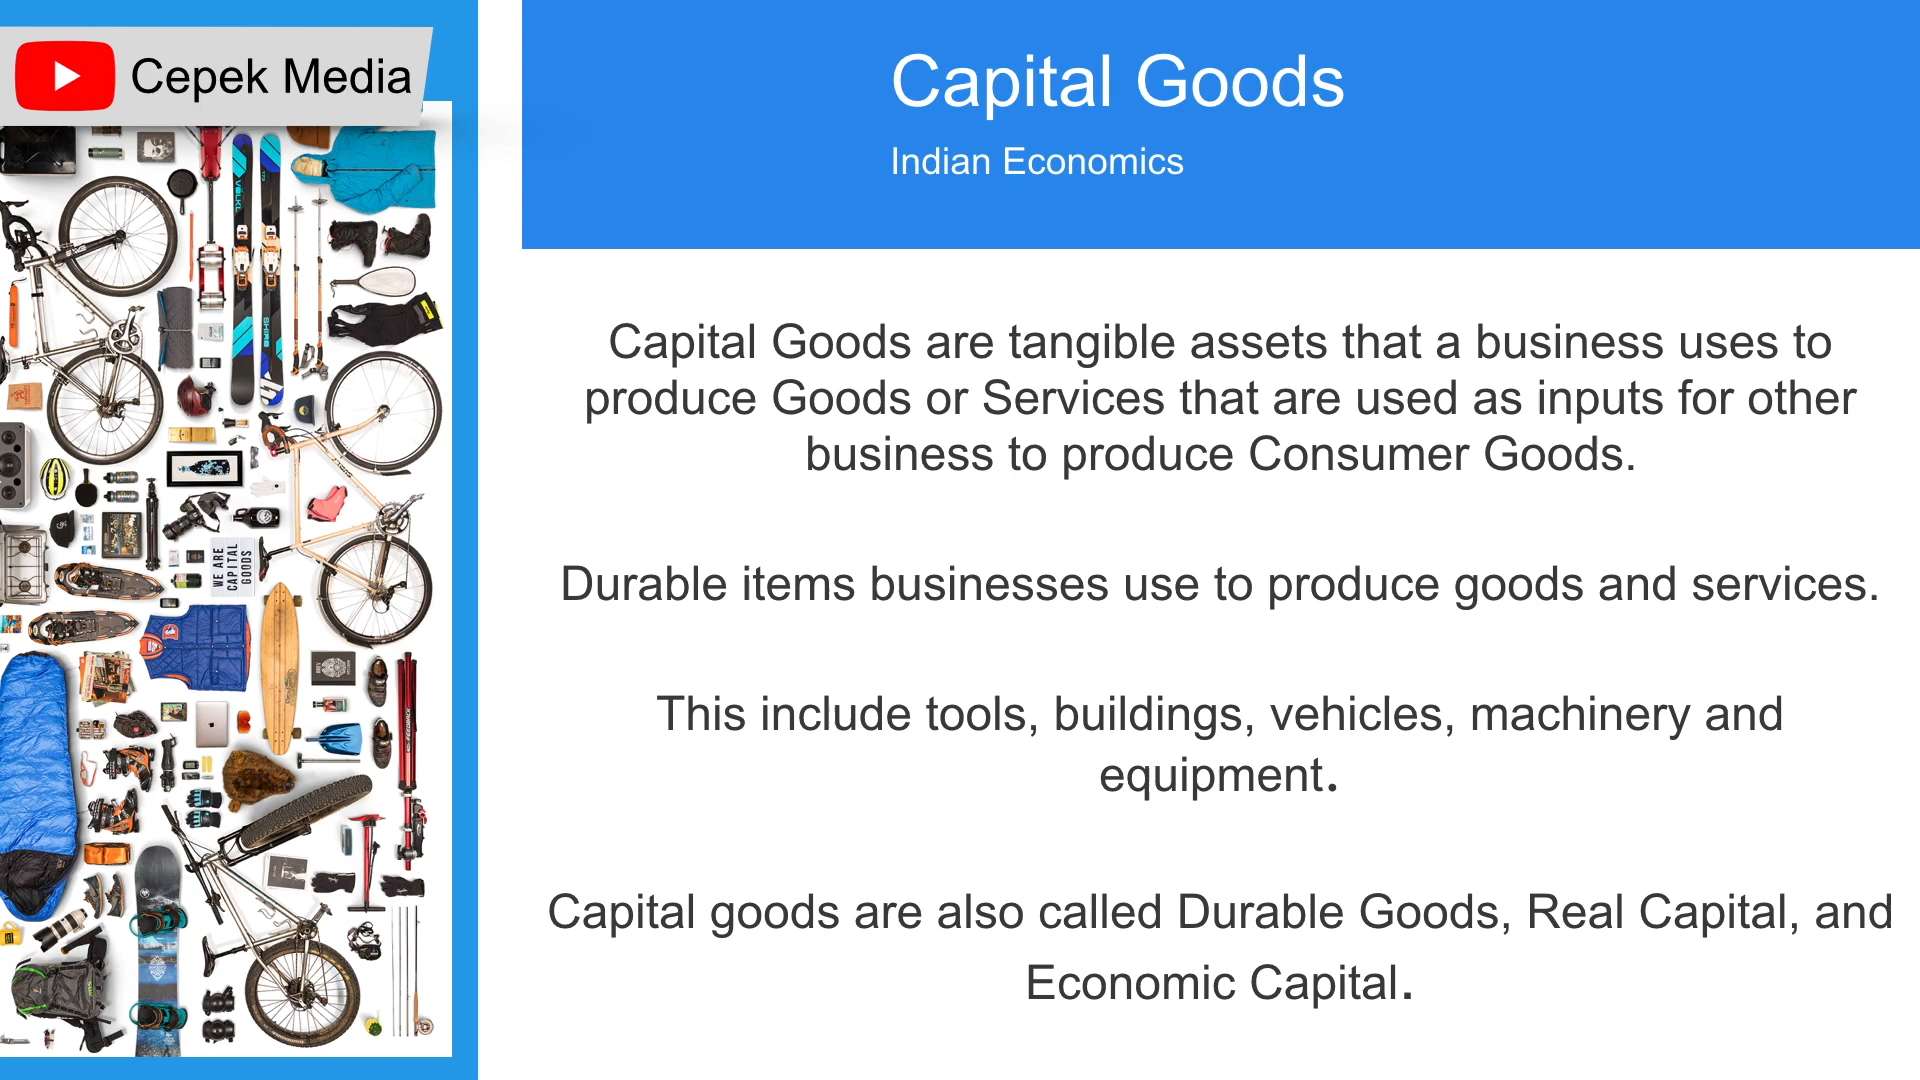 Cepek Media
Capital Goods
Indian Economics
Capital Goods are tangible assets that a business uses to
produce Goods or Services that are used as inputs for other
business to produce Consumer Goods.
Durable items businesses use to produce goods and services.
This include tools, buildings, vehicles, machinery and
equipment.
Capital goods are also called Durable Goods, Real Capital, and
Economic Capital.
VOLKL
SHIRO
WE ARE
CAPITAL
GOODS
FEEDBACK